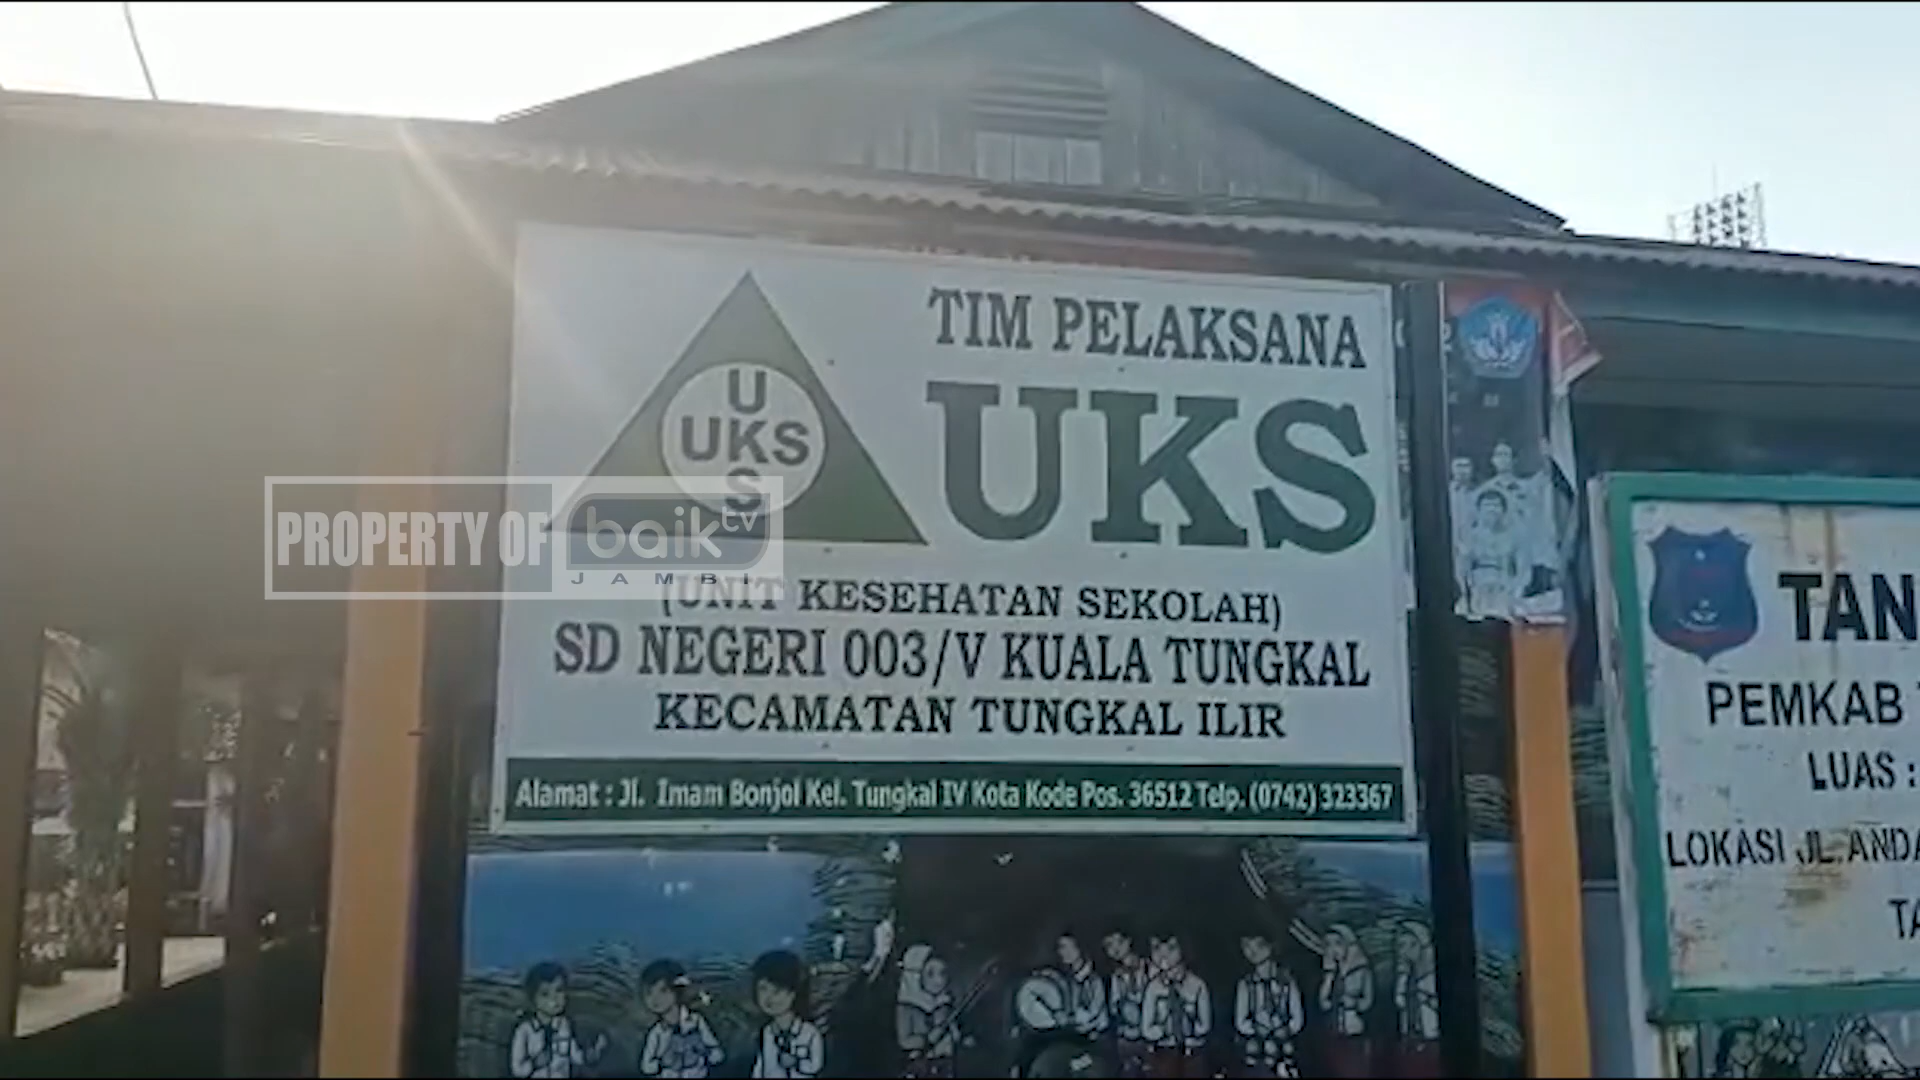 TIM PELAKSANA
UKS
U
UKS
S
(UNIT KESEHATAN SEKOLAH)
SD NEGERI 003/V KUALA TUNGKAL
KECAMATAN TUNGKAL ILIR
Alamat : Jl. Imam Bonjol Kel. Tungkal IV Kota Kode Pos. 36512 Telp. (0742) 323367
PROPERTY OF baik tv
JAMBI
TAN
PEMKAB
LUAS :
LOKASI JL. ANDA
TA